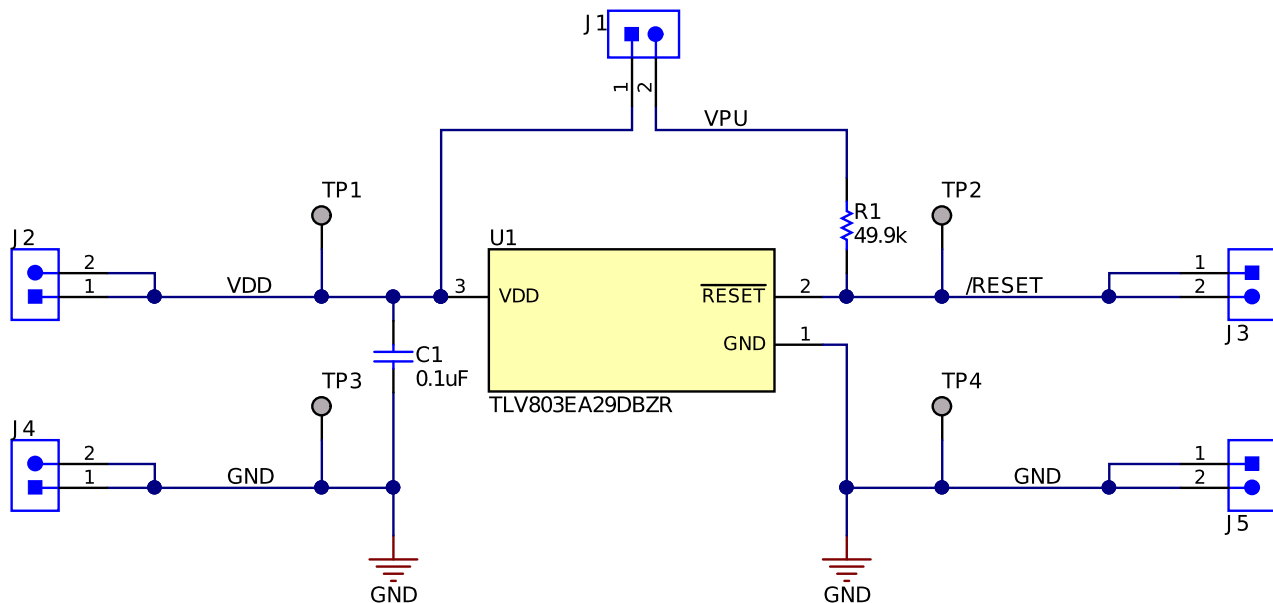 J1
1
2
VPU
TP1
TP2
R1
49.9k
J2
2
1
VDD
U1
3
VDD
RESET
2
/RESET
1
2
J3
GND
1
C1
0.1uF
TLV803EA29DBZR
TP3
TP4
J4
2
1
GND
GND
1
2
J5
GND
GND